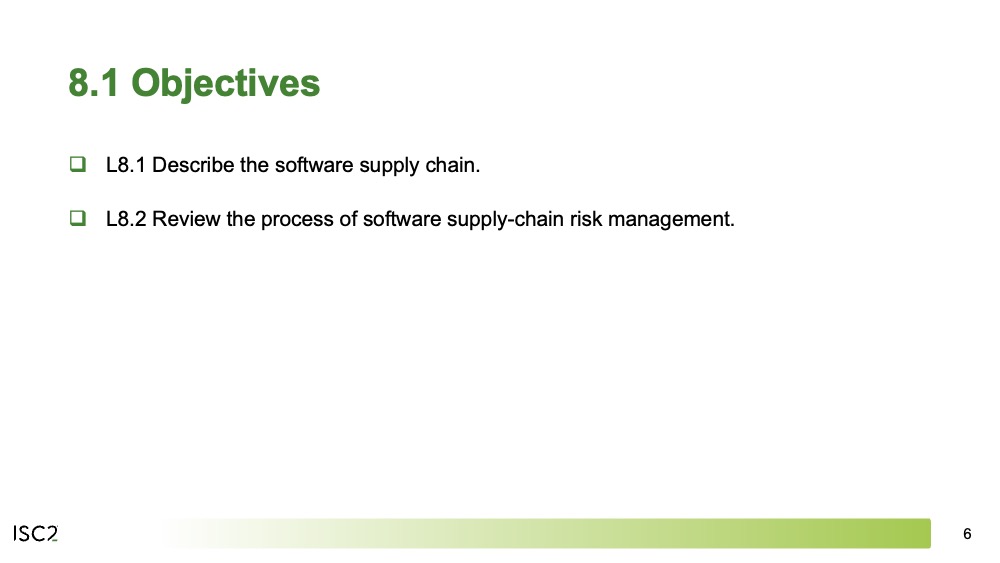 8.1 Objectives
L8.1 Describe the software supply chain.
L8.2 Review the process of software supply-chain risk management.
ISC2
6